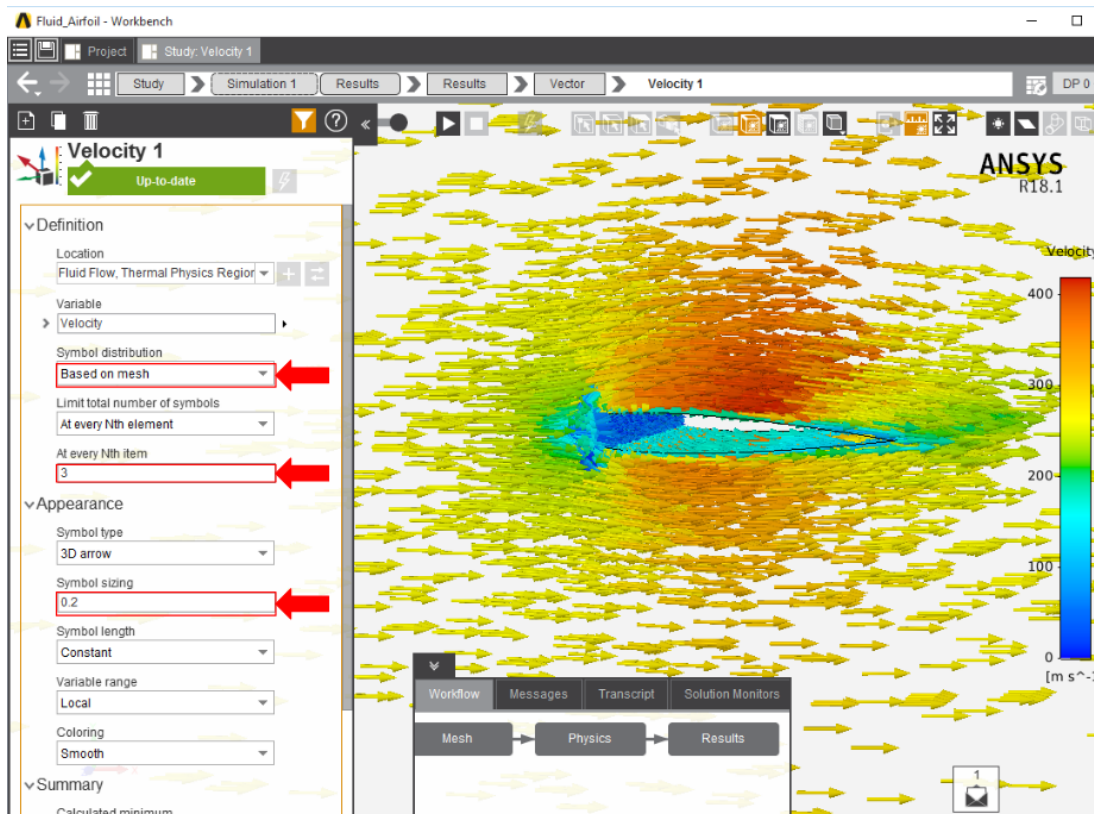 Fluid_Airfoil - Workbench
Project
Study: Velocity 1
Study
Simulation 1
Results
Results
Vector
Velocity 1
DP 0
Velocity 1
Up-to-date
Definition
Location
Fluid Flow, Thermal Physics Region
Variable
Velocity
Symbol distribution
Based on mesh
Limit total number of symbols
At every Nth element
At every Nth item
3
Appearance
Symbol type
3D arrow
Symbol sizing
0.2
Symbol length
Constant
Variable range
Local
Coloring
Smooth
Summary
Calculated minimum
ANSYS
R18.1
Velocity
400
300
200
100
0
[m s^-1
Workflow
Messages
Transcript
Solution Monitors
Mesh
Physics
Results
1